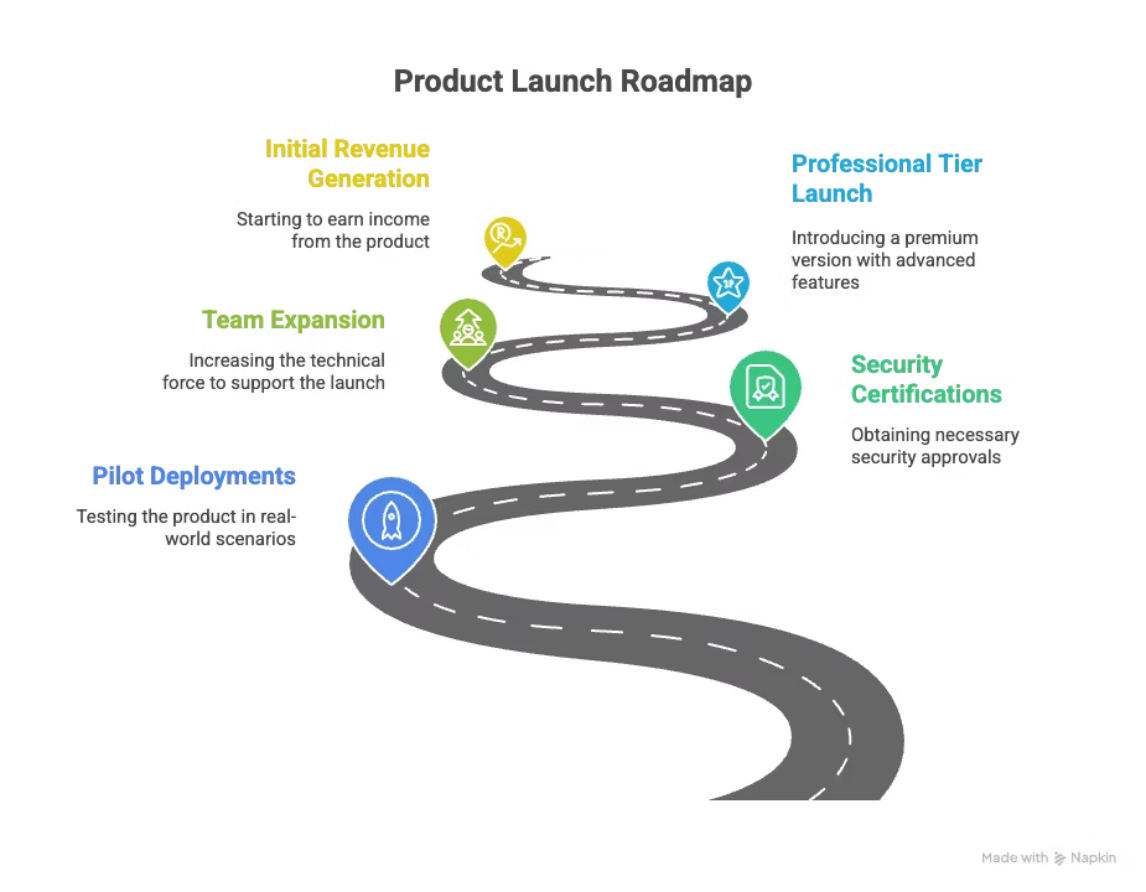 Product Launch Roadmap
Initial Revenue
Generation
Starting to earn income
from the product
Professional Tier
Launch
Introducing a premium
version with advanced
features
Team Expansion
Increasing the technical
force to support the launch
Security
Certifications
Obtaining necessary
security approvals
Pilot Deployments
Testing the product in real-
world scenarios
Made with Napkin